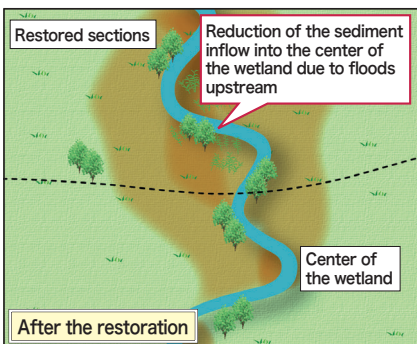 Restored sections
Reduction of the sediment
inflow into the center of
the wetland due to floods
upstream
Center of
the wetland
After the restoration